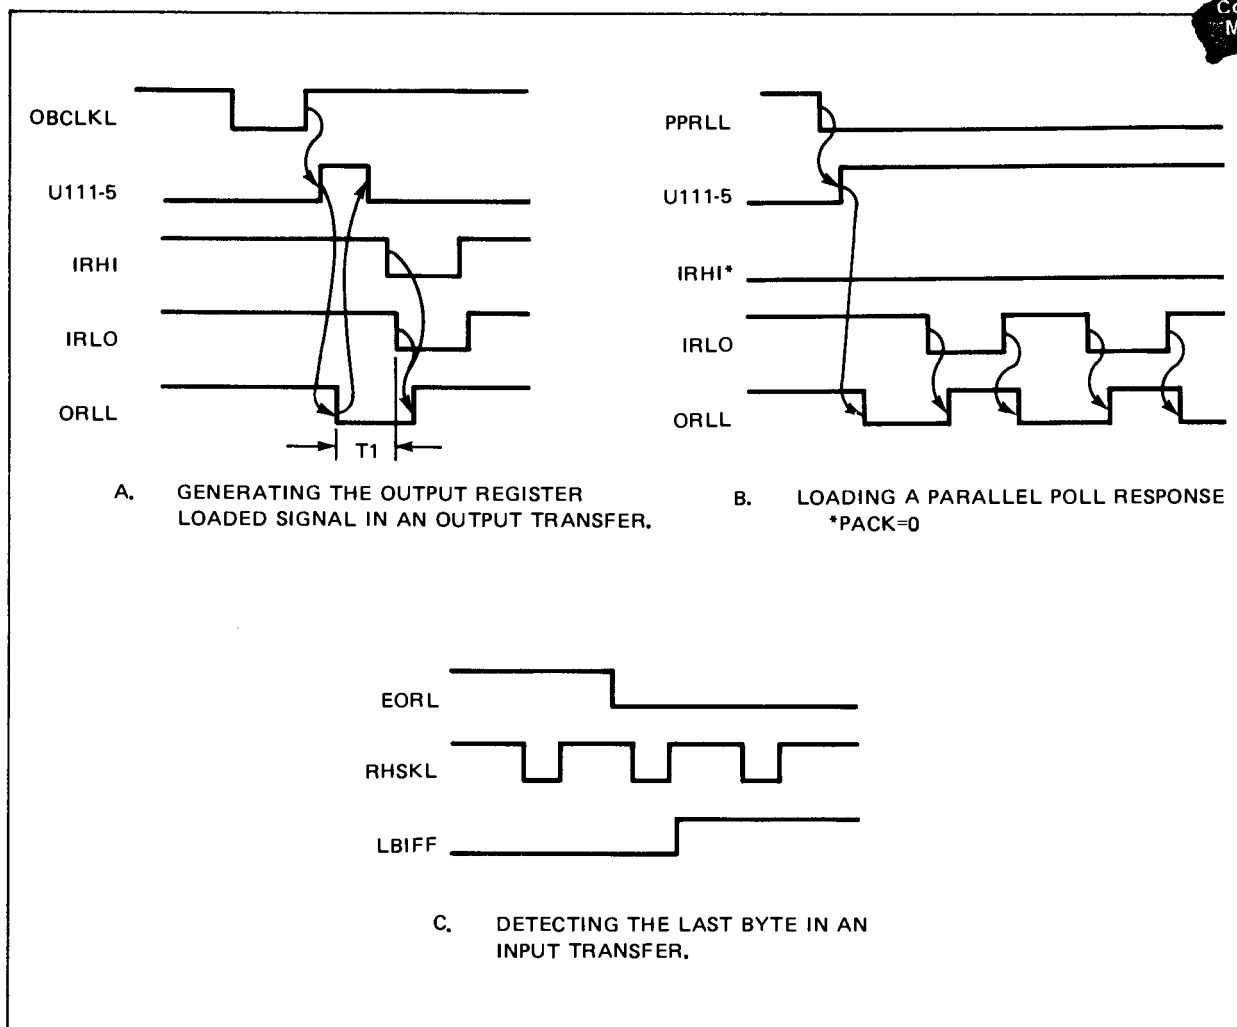 OBCLKL
U111-5
IRHI
IRLO
ORLL
T1
A. GENERATING THE OUTPUT REGISTER
LOADED SIGNAL IN AN OUTPUT TRANSFER.
PPRLL
U111-5
IRHI*
IRLO
ORLL
B. LOADING A PARALLEL POLL RESPONSE
*PACK=0
EORL
RHSKL
LBIFF
C. DETECTING THE LAST BYTE IN AN
INPUT TRANSFER.